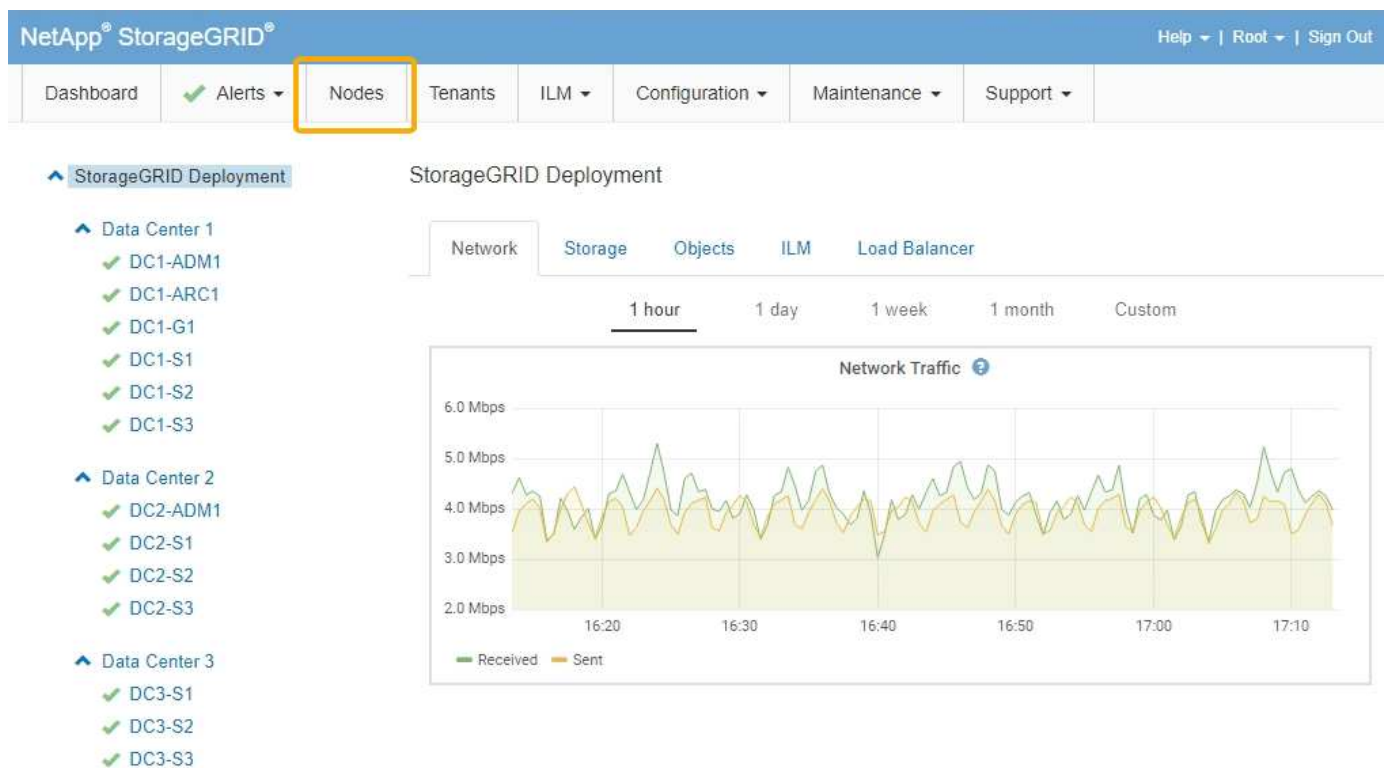 NetApp® StorageGRID®
Help | Root | Sign Out
Dashboard Alerts Nodes Tenants ILM Configuration Maintenance Support
StorageGRID Deployment
Data Center 1
DC1-ADM1
DC1-ARC1
DC1-G1
DC1-S1
DC1-S2
DC1-S3
Data Center 2
DC2-ADM1
DC2-S1
DC2-S2
DC2-S3
Data Center 3
DC3-S1
DC3-S2
DC3-S3
StorageGRID Deployment
Network Storage Objects ILM Load Balancer
1 hour 1 day 1 week 1 month Custom
Network Traffic ?
6.0 Mbps
5.0 Mbps
4.0 Mbps
3.0 Mbps
2.0 Mbps
16:20 16:30 16:40 16:50 17:00 17:10
Received Sent